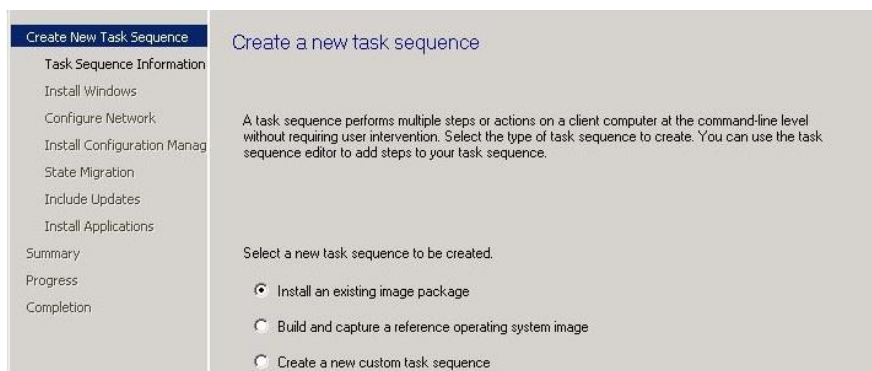 Create New Task Sequence
Task Sequence Information
Install Windows
Configure Network
Install Configuration Manag
State Migration
Include Updates
Install Applications
Summary
Progress
Completion
Create a new task sequence
A task sequence performs multiple steps or actions on a client computer at the command-line level
without requiring user intervention. Select the type of task sequence to create. You can use the task
sequence editor to add steps to your task sequence.
Select a new task sequence to be created.
Install an existing image package
Build and capture a reference operating system image
Create a new custom task sequence